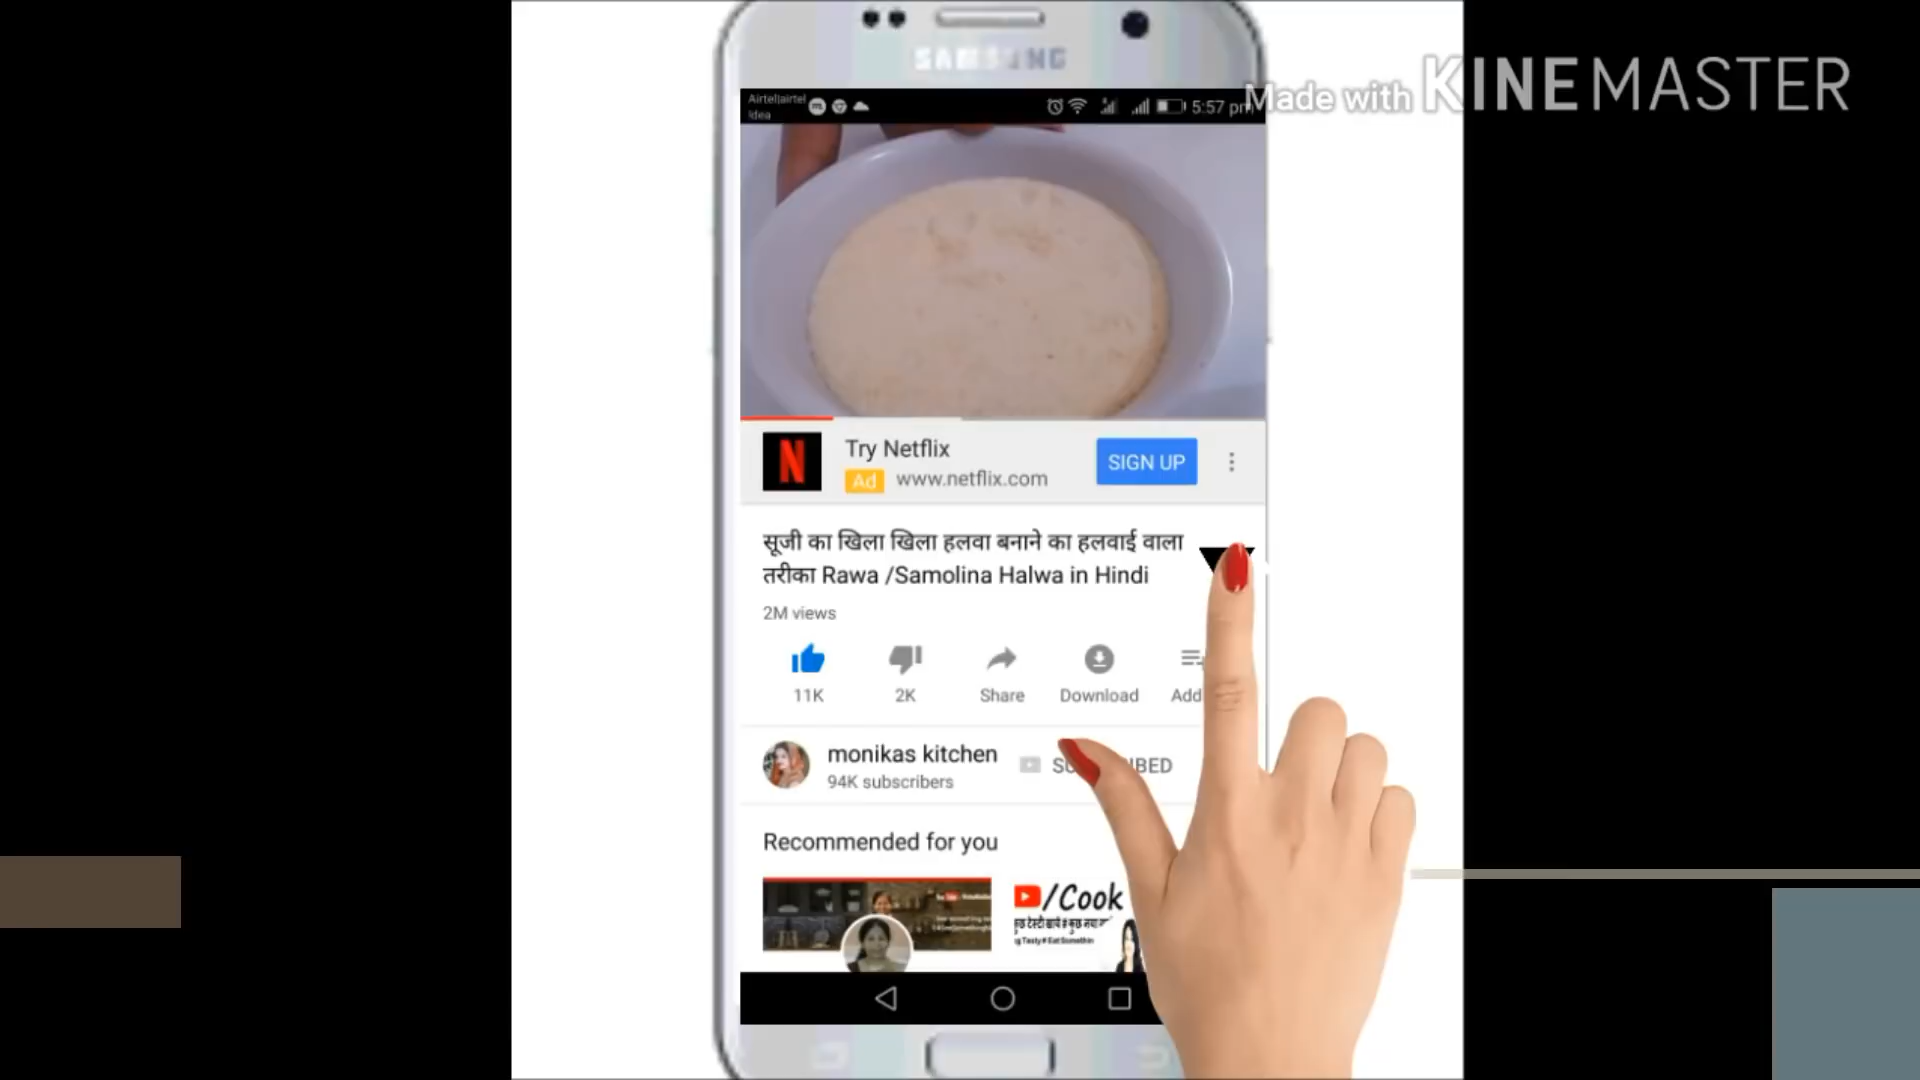 SAMSUNG
Made with KINEMASTER
Airtel|airtel
Idea
5:57 pm
Try Netflix
Ad www.netflix.com
SIGN UP
सूजी का खिला खिला हलवा बनाने का हलवाई वाला
तरीका Rawa /Samolina Halwa in Hindi
2M views
11K
2K
Share
Download
Add
monikas kitchen
94K subscribers
Recommended for you
/Cook